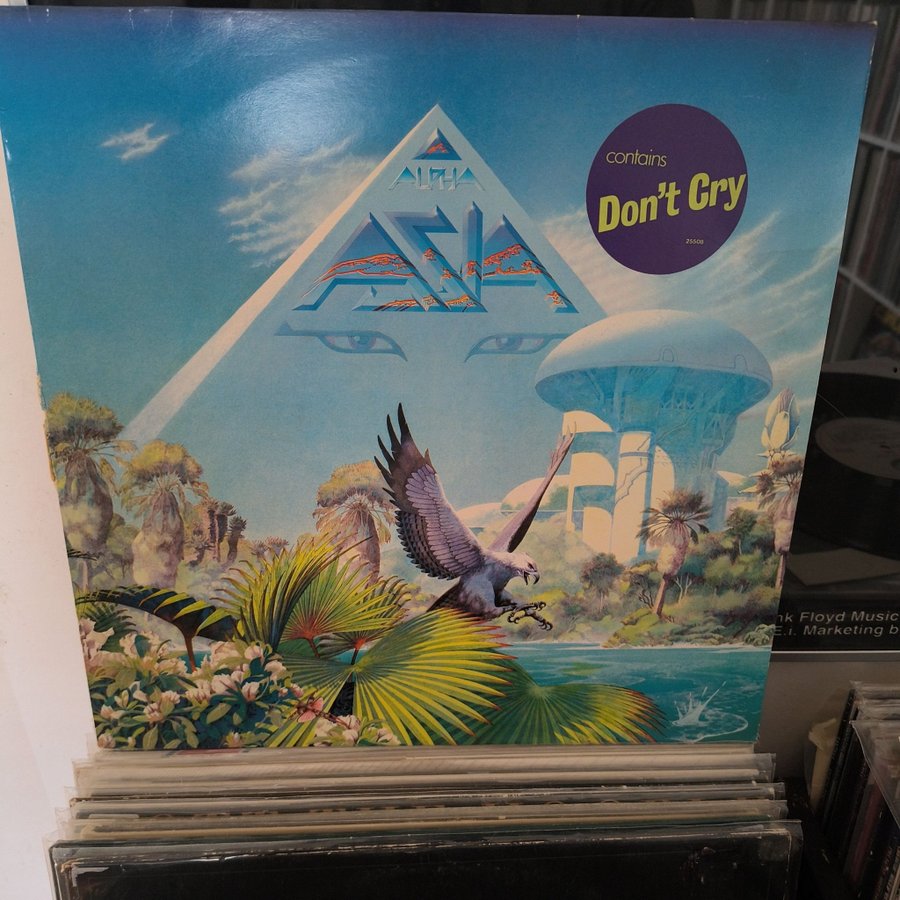 ALPHA
ASIA
contains
Don't Cry
25508
nk Floyd Music
E.i. Marketing b